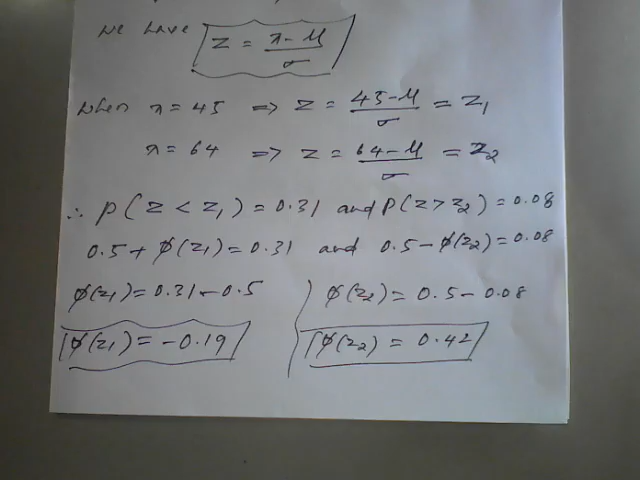 We have z = x-μ/σ
when x = 45 => z = 45-μ/σ = z1
x = 64 => z = 64-μ/σ = z2
∴ P(z < z1) = 0.31 and P(z > z2) = 0.08
0.5 + φ(z1) = 0.31 and 0.5 - φ(z2) = 0.08
φ(z1) = 0.31 - 0.5 φ(z2) = 0.5 - 0.08
φ(z1) = -0.19 φ(z2) = 0.42